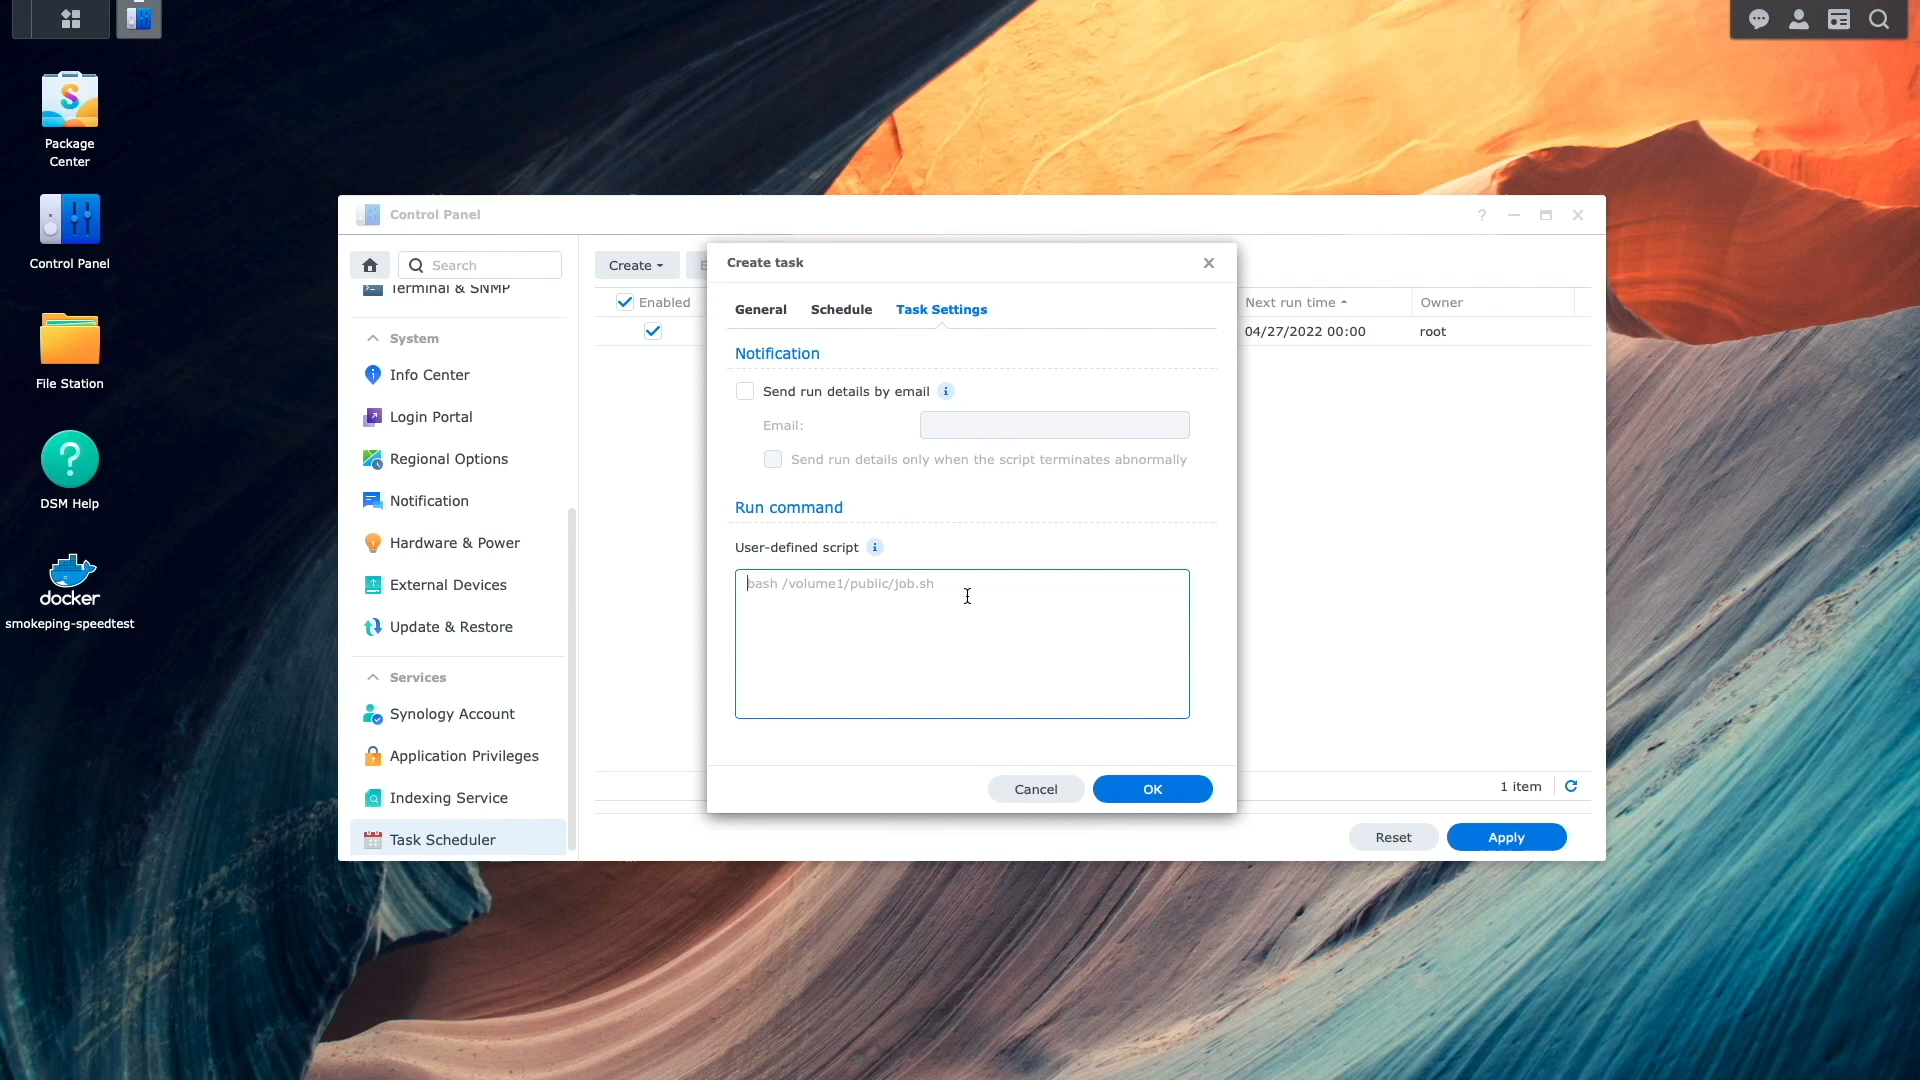 Package
Center
Control Panel
File Station
DSM Help
docker
smokeping-speedtest
Control Panel
Search
Terminal & SNMP
System
Info Center
Login Portal
Regional Options
Notification
Hardware & Power
External Devices
Update & Restore
Services
Synology Account
Application Privileges
Indexing Service
Task Scheduler
Create
E
Enabled
Next run time
Owner
04/27/2022 00:00
root
1 item
Reset
Apply
Create task
General
Schedule
Task Settings
Notification
Send run details by email
Email:
Send run details only when the script terminates abnormally
Run command
User-defined script
bash /volume1/public/job.sh
Cancel
OK